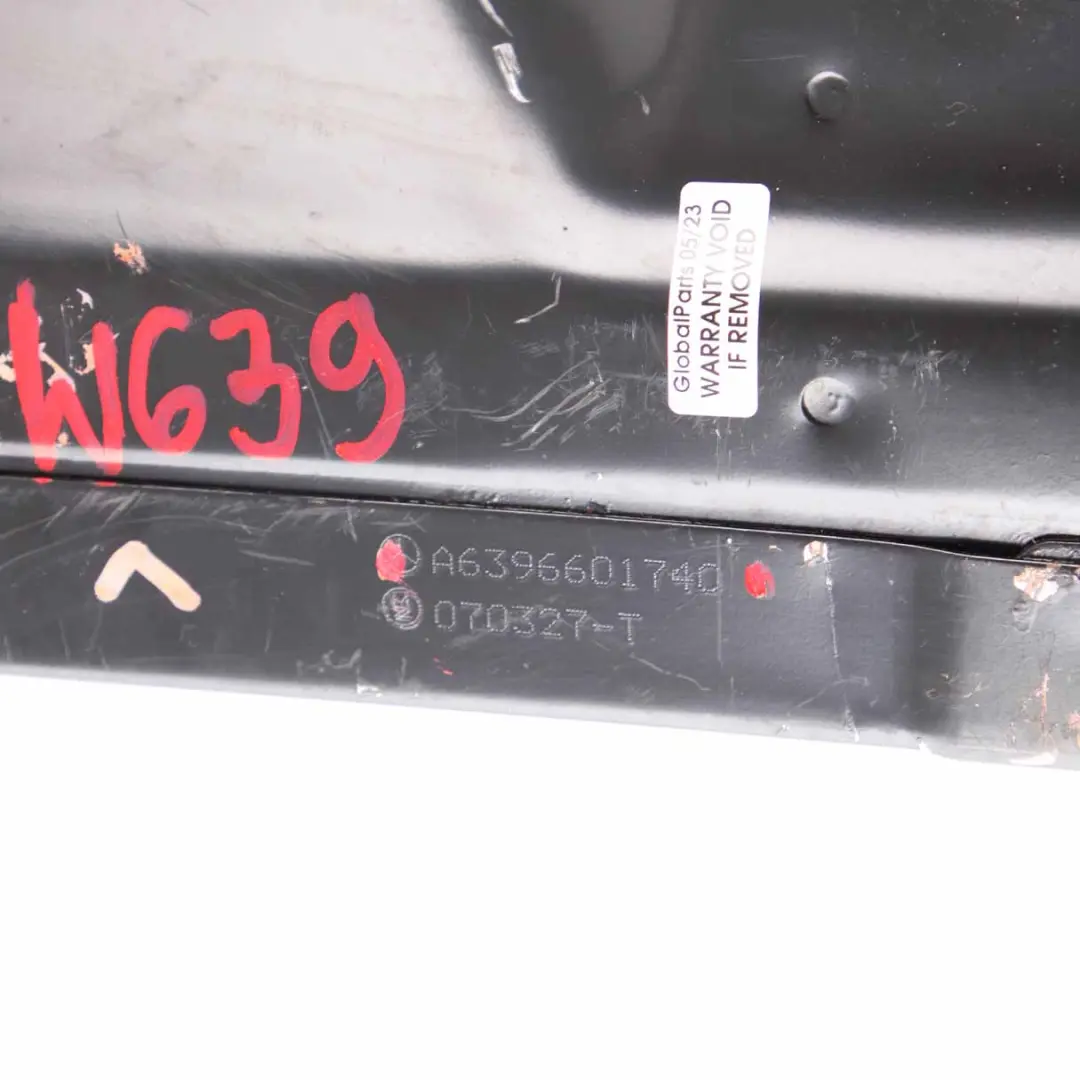 GlobalParts 05/23
WARRANTY VOID
IF REMOVED
W639
A6396601740
070327-T